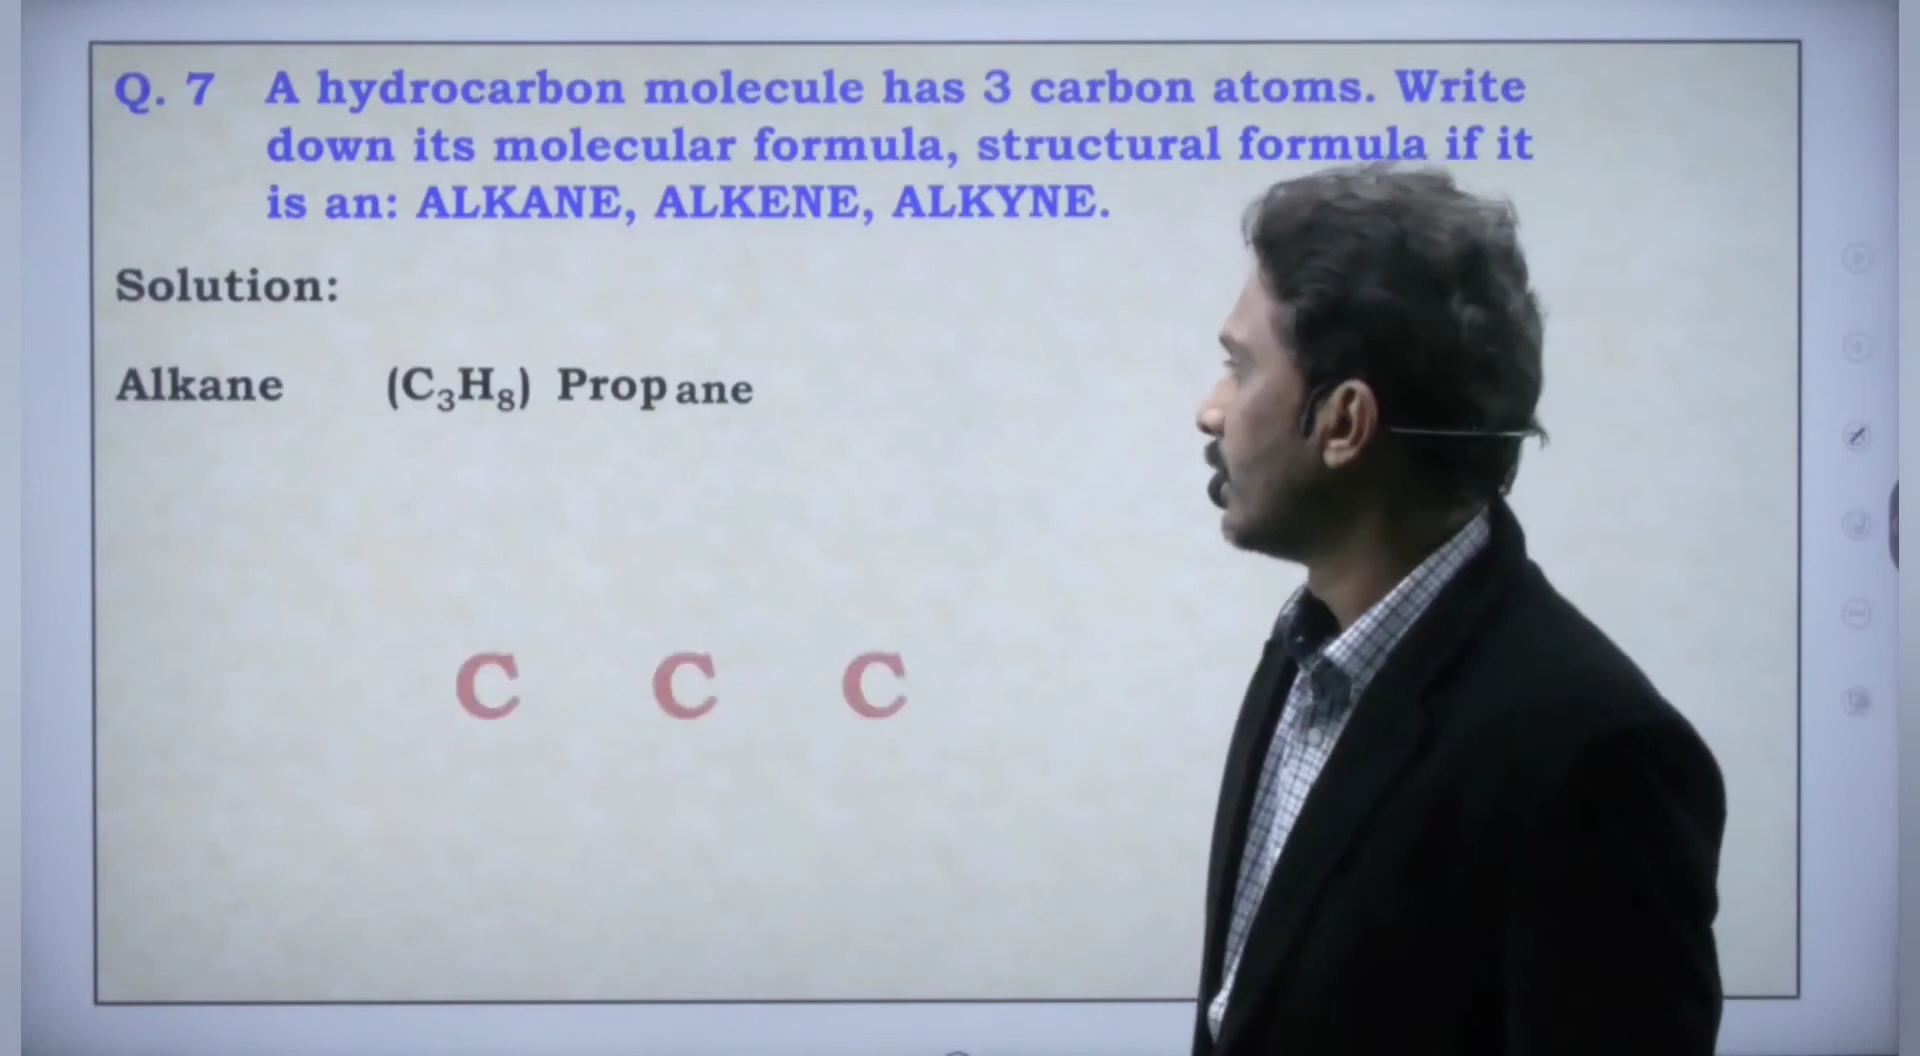 Q. 7 A hydrocarbon molecule has 3 carbon atoms. Write
down its molecular formula, structural formula if it
is an: ALKANE, ALKENE, ALKYNE.
Solution:
Alkane (C₃H₈) Propane
C C C